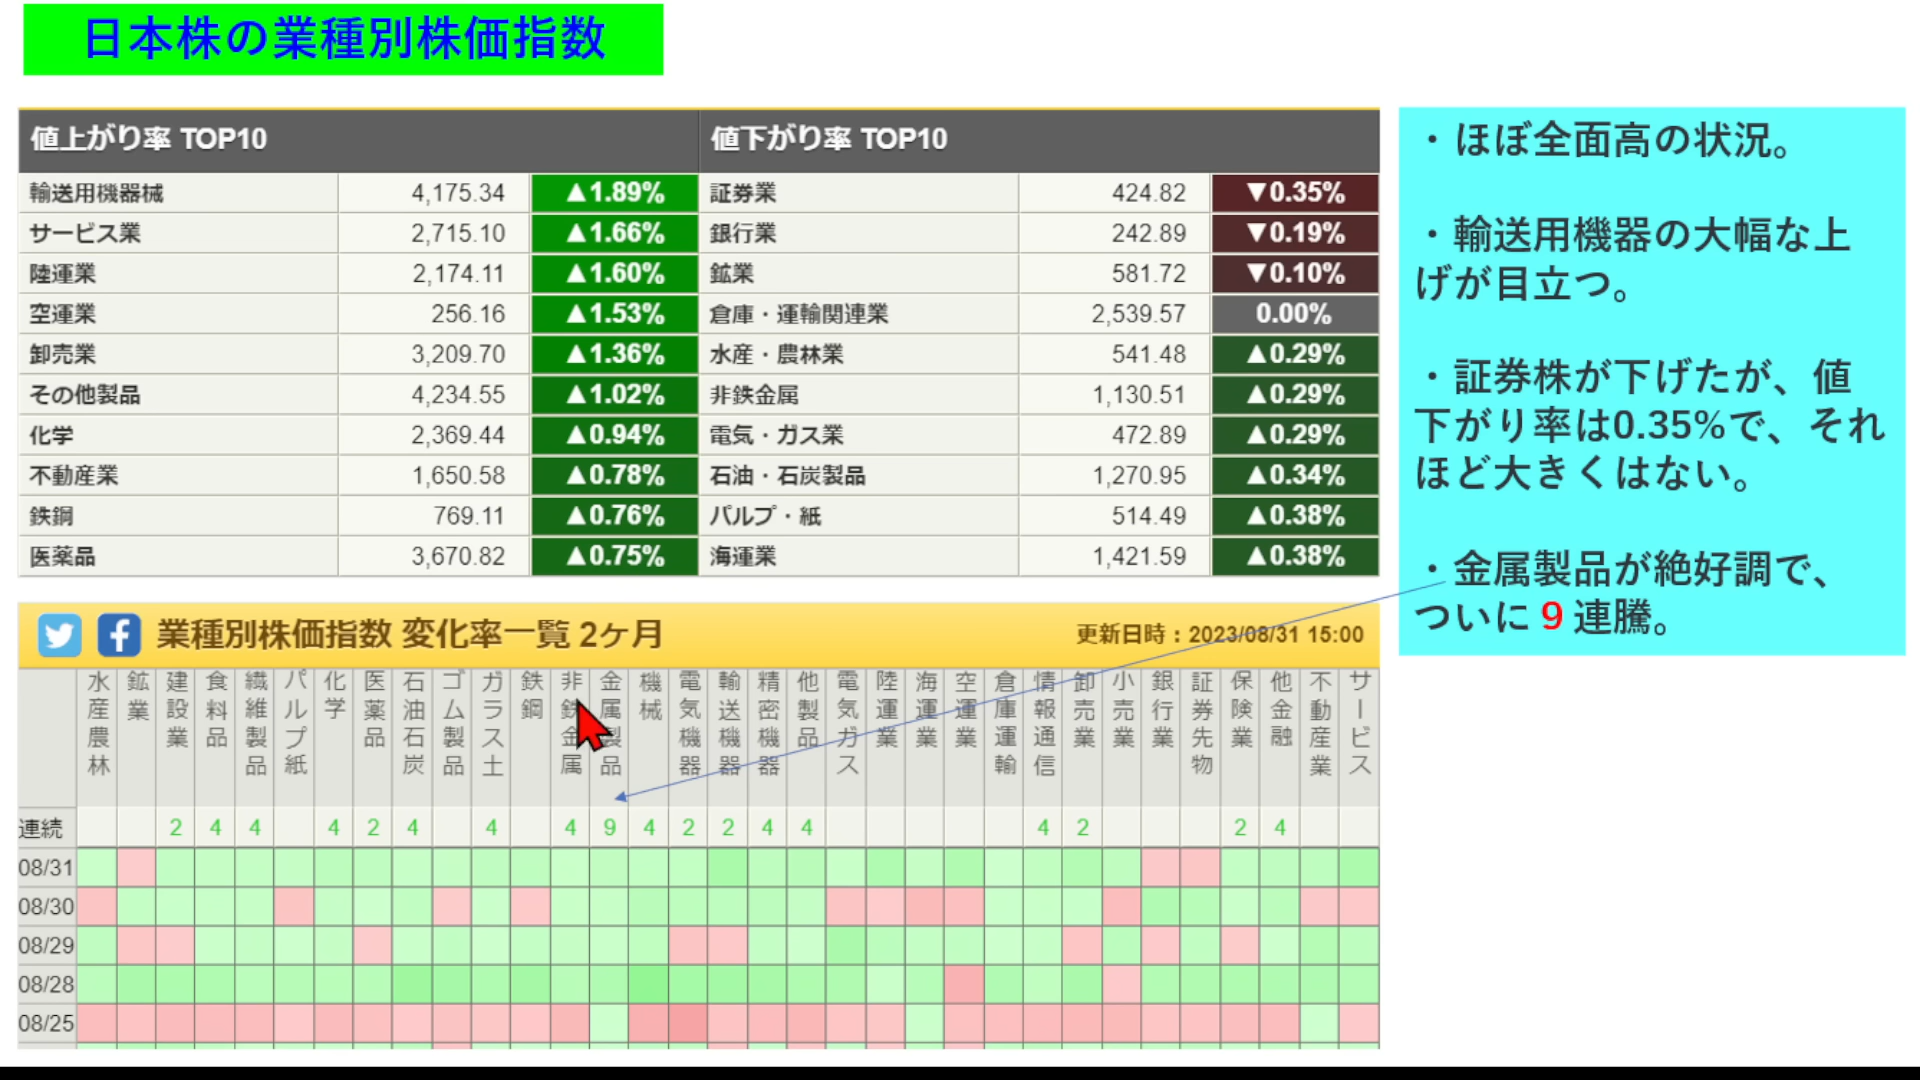 日本株の業種別株価指数
値上がり率 TOP10 値下がり率 TOP10
輸送用機器械 4,175.34 ▲1.89% 証券業 424.82 ▼0.35%
サービス業 2,715.10 ▲1.66% 銀行業 242.89 ▼0.19%
陸運業 2,174.11 ▲1.60% 鉱業 581.72 ▼0.10%
空運業 256.16 ▲1.53% 倉庫・運輸関連業 2,539.57 0.00%
卸売業 3,209.70 ▲1.36% 水産・農林業 541.48 ▲0.29%
その他製品 4,234.55 ▲1.02% 非鉄金属 1,130.51 ▲0.29%
化学 2,369.44 ▲0.94% 電気・ガス業 472.89 ▲0.29%
不動産業 1,650.58 ▲0.78% 石油・石炭製品 1,270.95 ▲0.34%
鉄鋼 769.11 ▲0.76% パルプ・紙 514.49 ▲0.38%
医薬品 3,670.82 ▲0.75% 海運業 1,421.59 ▲0.38%
・ほぼ全面高の状況。
・輸送用機器の大幅な上
げが目立つ。
・証券株が下げたが、値
下がり率は0.35%で、それ
ほど大きくはない。
・金属製品が絶好調で、
ついに９連騰。
業種別株価指数 変化率一覧 2ヶ月 更新日時：2023/08/31 15:00
水産農林 鉱業 建設業 食料品 繊維製品 パルプ紙 化学 医薬品 石油石炭 ゴム製品 ガラス土 鉄鋼 非鉄金属 金属製品 機械 電気機器 輸送機器 精密機器 他製品 電気ガス 陸運業 海運業 空運業 倉庫運輸 情報通信 卸売業 小売業 銀行業 証券先物 保険業 他金融 不動産業 サービス
連続 2 4 4 4 2 4 4 4 9 4 2 2 4 4 4 2 2 4
08/31
08/30
08/29
08/28
08/25